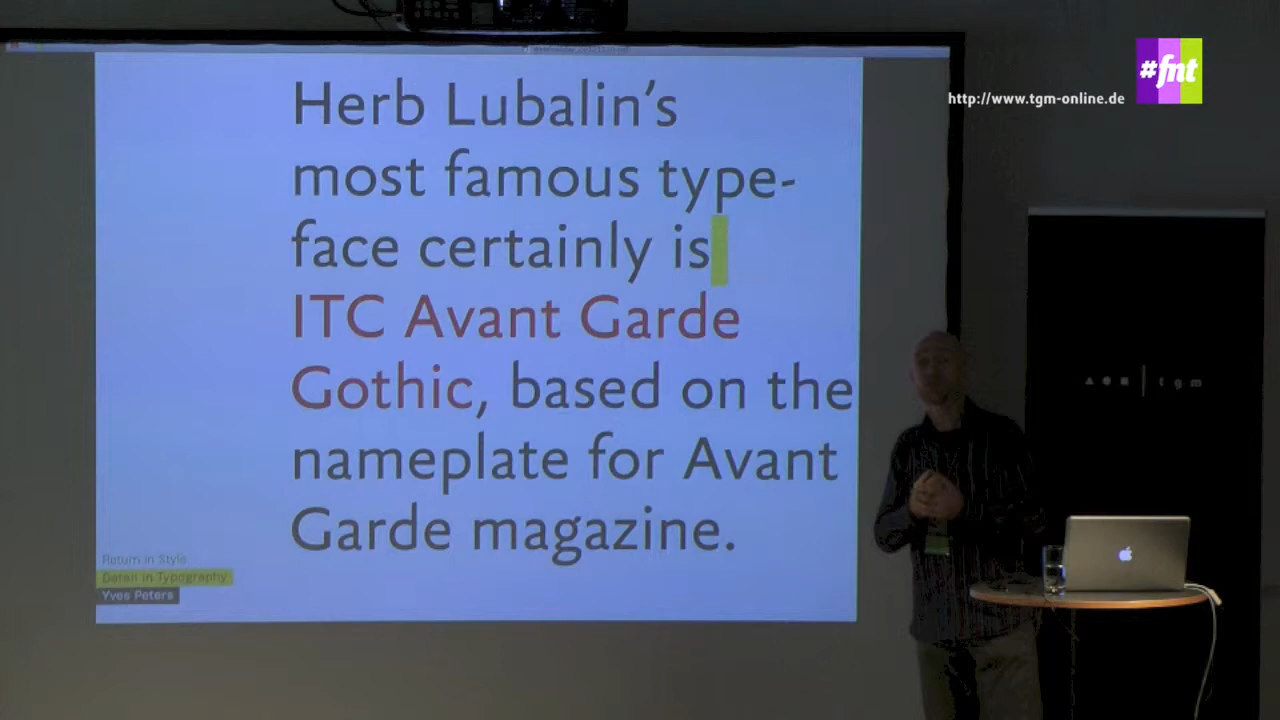 #fnt
http://www.tgm-online.de
Herb Lubalin’s
most famous type-
face certainly is
ITC Avant Garde
Gothic, based on the
nameplate for Avant
Garde magazine.
tgm
Return in Style
Detail in Typography
Yves Peters